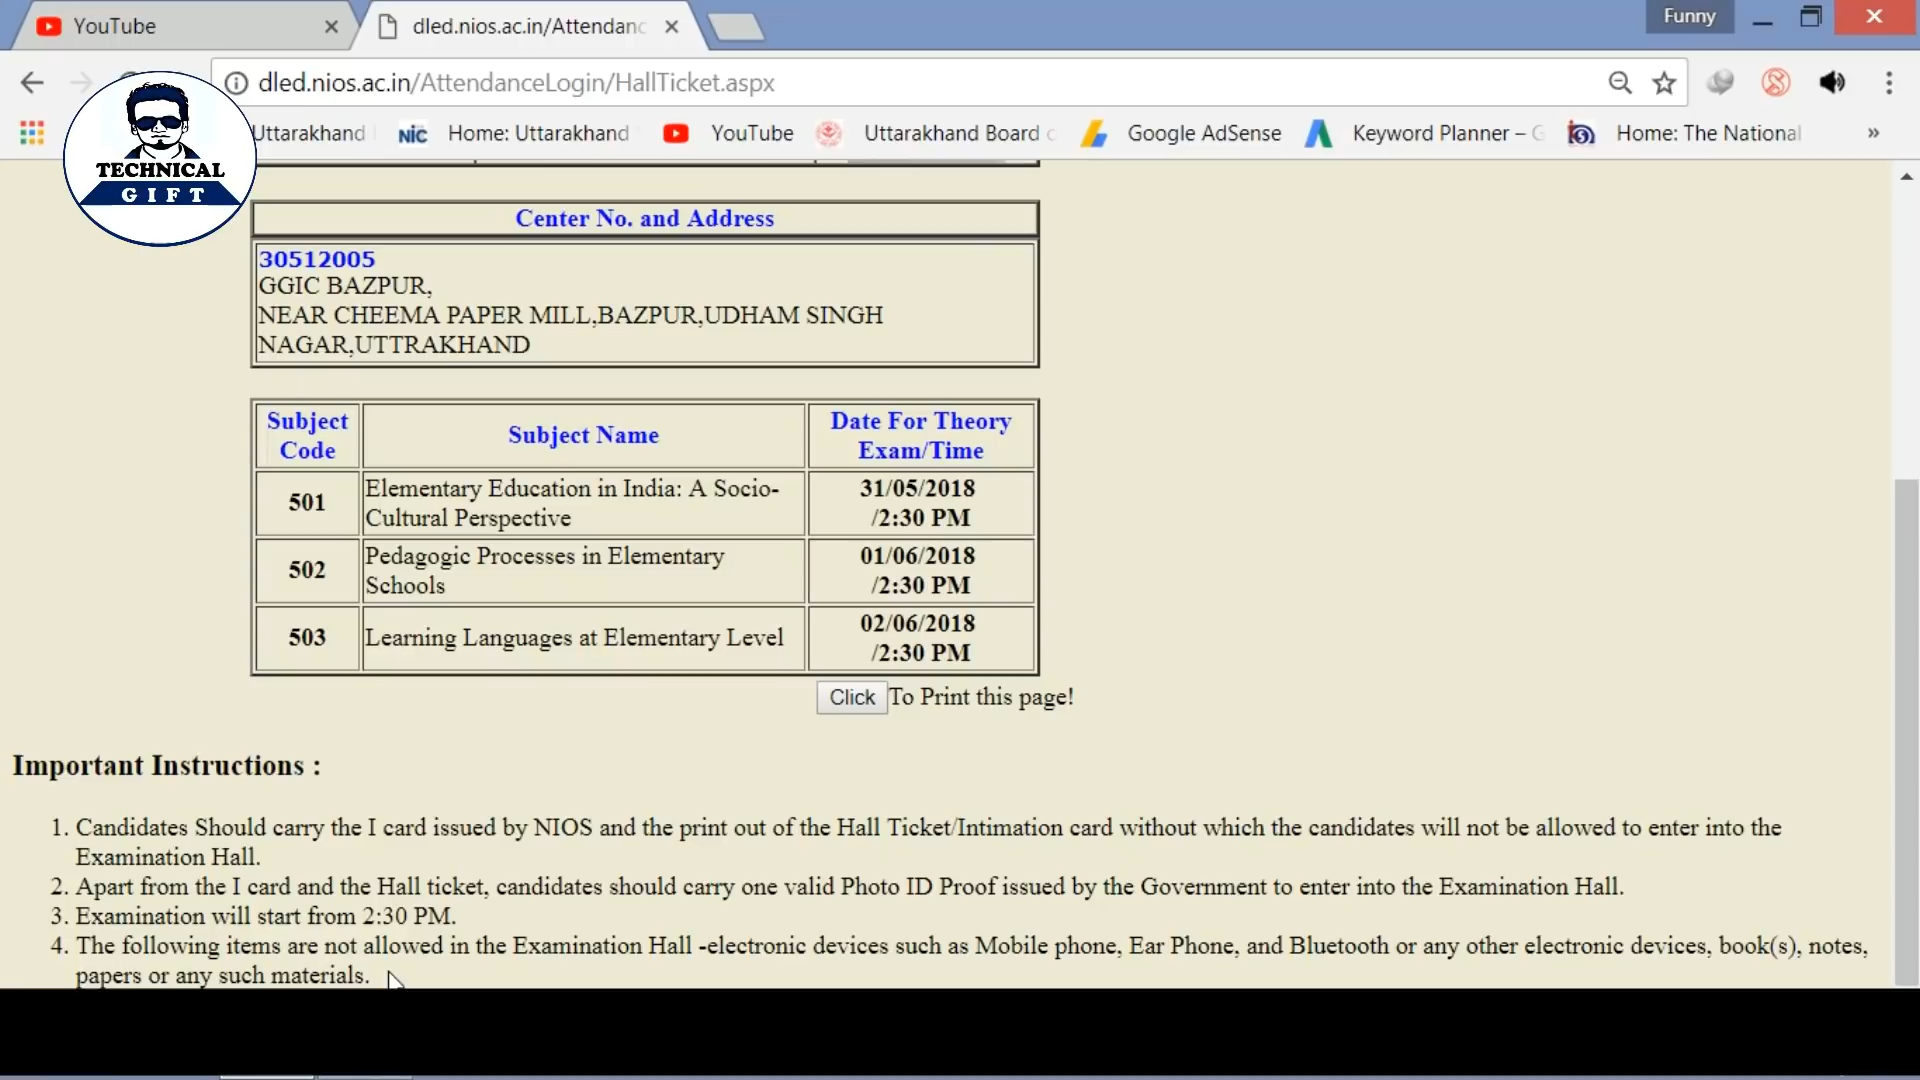 YouTube
dled.nios.ac.in/Attendanc
Funny
dled.nios.ac.in/AttendanceLogin/HallTicket.aspx
Uttarakhand
NIC
Home: Uttarakhand
YouTube
Uttarakhand Board
Google AdSense
Keyword Planner – G
Home: The National
»
TECHNICAL
GIFT
Center No. and Address
30512005
GGIC BAZPUR,
NEAR CHEEMA PAPER MILL,BAZPUR,UDHAM SINGH
NAGAR,UTTRAKHAND
Subject Code
Subject Name
Date For Theory Exam/Time
501
Elementary Education in India: A Socio-
Cultural Perspective
31/05/2018
/2:30 PM
502
Pedagogic Processes in Elementary
Schools
01/06/2018
/2:30 PM
503
Learning Languages at Elementary Level
02/06/2018
/2:30 PM
Click To Print this page!
Important Instructions :
1. Candidates Should carry the I card issued by NIOS and the print out of the Hall Ticket/Intimation card without which the candidates will not be allowed to enter into the
Examination Hall.
2. Apart from the I card and the Hall ticket, candidates should carry one valid Photo ID Proof issued by the Government to enter into the Examination Hall.
3. Examination will start from 2:30 PM.
4. The following items are not allowed in the Examination Hall -electronic devices such as Mobile phone, Ear Phone, and Bluetooth or any other electronic devices, book(s), notes,
papers or any such materials.